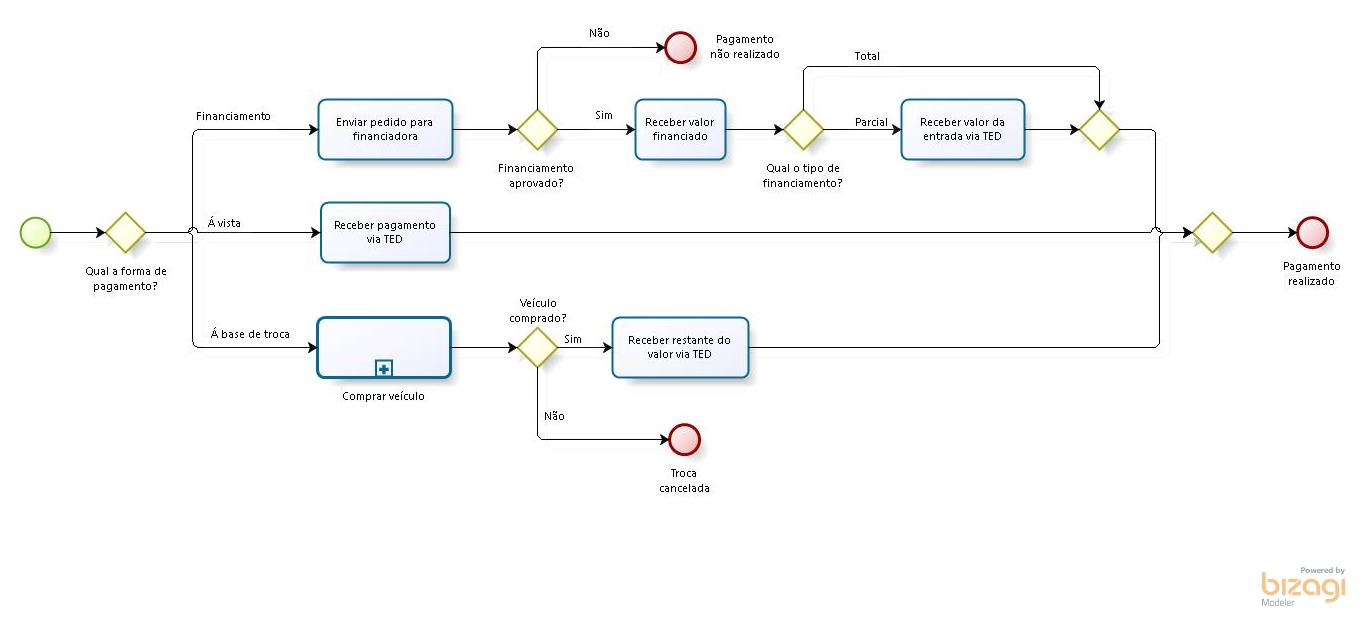 Não
Pagamento
não realizado
Total
Financiamento
Enviar pedido para
financiadora
Sim
Receber valor
financiado
Parcial
Receber valor da
entrada via TED
Financiamento
aprovado?
Qual o tipo de
financiamento?
Á vista
Receber pagamento
via TED
Qual a forma de
pagamento?
Pagamento
realizado
Veículo
comprado?
Á base de troca
Sim
Receber restante do
valor via TED
Comprar veículo
Não
Troca
cancelada
Powered by
bizagi
Modeler